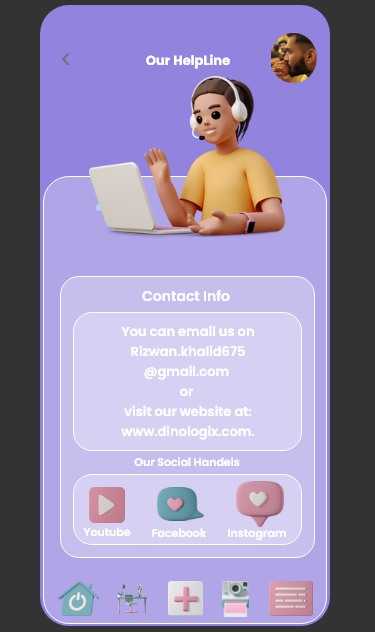 Our HelpLine
Contact Info
You can email us on
Rizwan.khalid675
@gmail.com
or
visit our website at:
www.dinologix.com.
Our Social Handels
Youtube Facebook Instagram